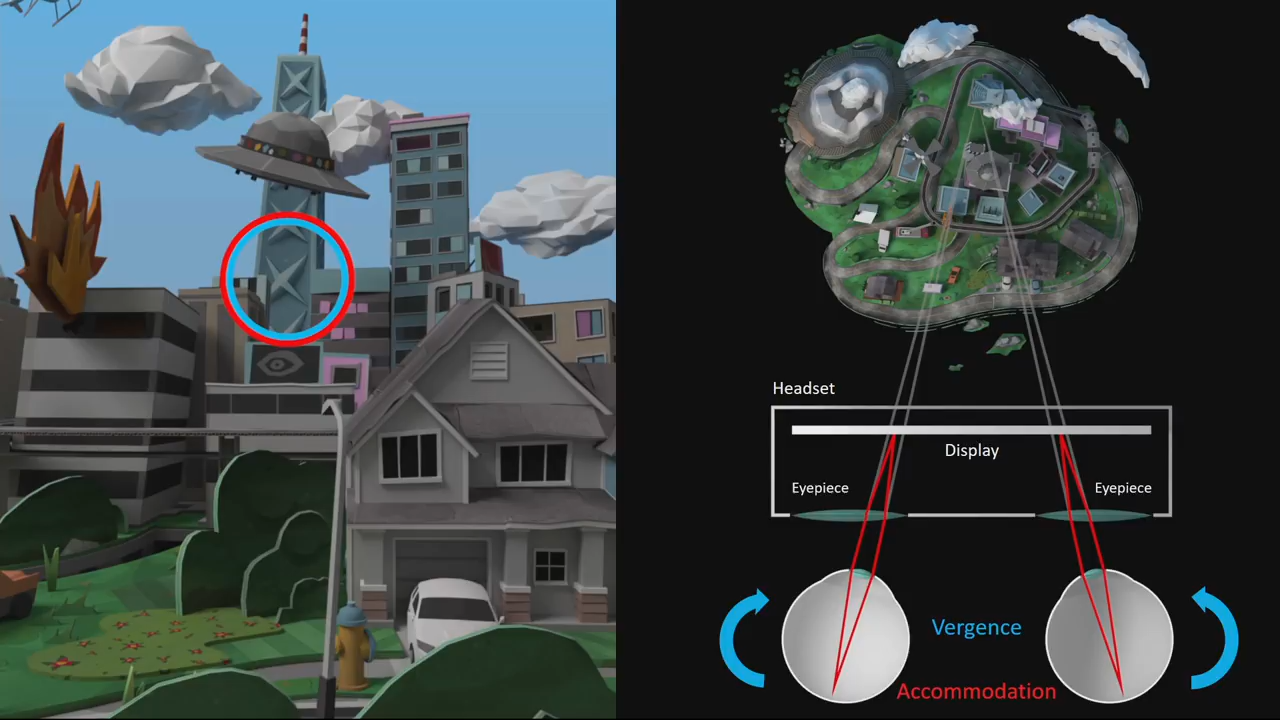 Headset
Display
Eyepiece
Eyepiece
Vergence
Accommodation